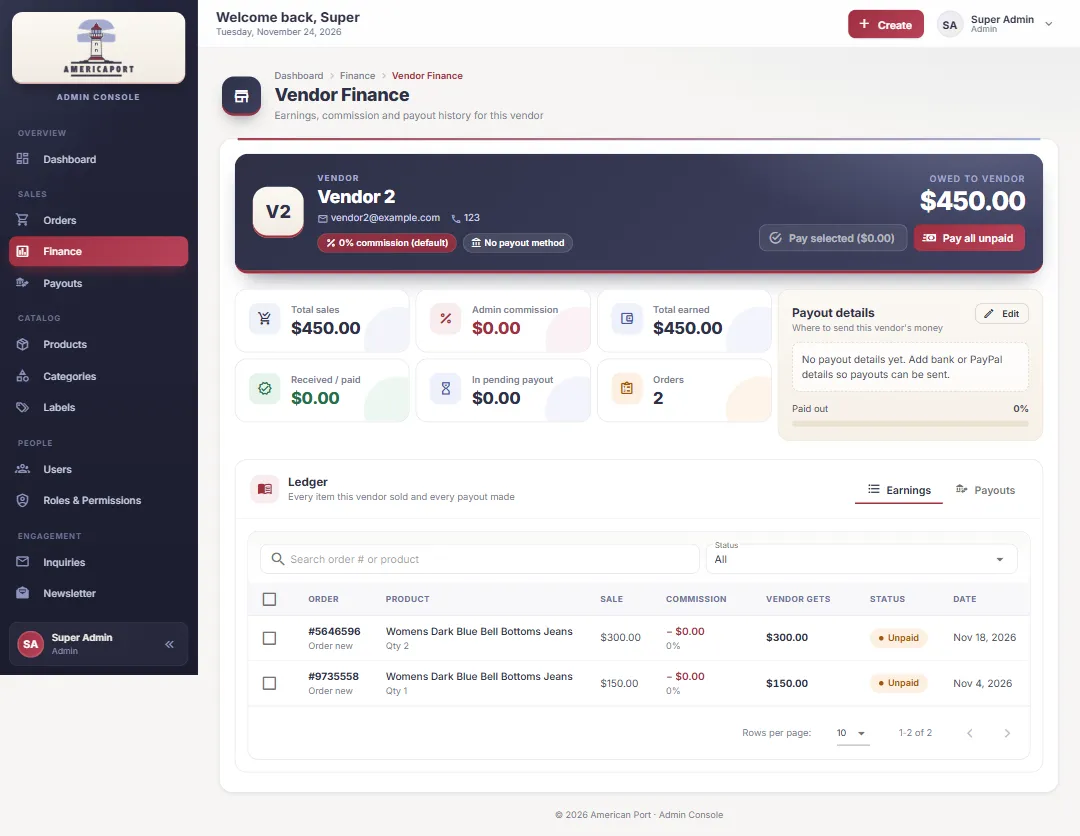 AMERICAPORT
ADMIN CONSOLE
OVERVIEW
Dashboard
SALES
Orders
Finance
Payouts
CATALOG
Products
Categories
Labels
PEOPLE
Users
Roles & Permissions
ENGAGEMENT
Inquiries
Newsletter
SA
Super Admin
Admin
Welcome back, Super
Tuesday, November 24, 2026
+ Create
SA
Super Admin
Admin
Dashboard › Finance › Vendor Finance
Vendor Finance
Earnings, commission and payout history for this vendor
V2
VENDOR
Vendor 2
vendor2@example.com 123
% 0% commission (default) No payout method
OWED TO VENDOR
$450.00
Pay selected ($0.00) Pay all unpaid
Total sales
$450.00
Admin commission
$0.00
Total earned
$450.00
Received / paid
$0.00
In pending payout
$0.00
Orders
2
Payout details
Where to send this vendor's money
Edit
No payout details yet. Add bank or PayPal
details so payouts can be sent.
Paid out 0%
Ledger
Every item this vendor sold and every payout made
Earnings Payouts
Search order # or product
Status
All
ORDER PRODUCT SALE COMMISSION VENDOR GETS STATUS DATE
#5646596 Womens Dark Blue Bell Bottoms Jeans $300.00 − $0.00 $300.00 Unpaid Nov 18, 2026
Order new Qty 2 0%
#9735558 Womens Dark Blue Bell Bottoms Jeans $150.00 − $0.00 $150.00 Unpaid Nov 4, 2026
Order new Qty 1 0%
Rows per page: 10 1-2 of 2
© 2026 American Port · Admin Console